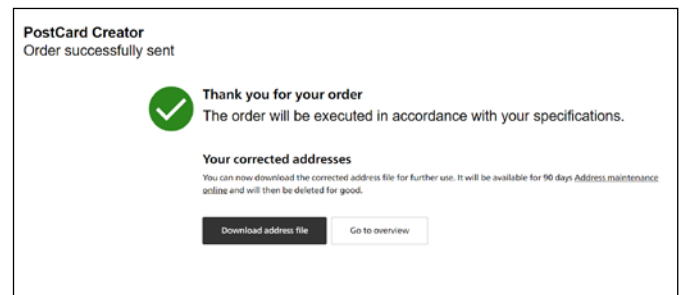 PostCard Creator
Order successfully sent
Thank you for your order
The order will be executed in accordance with your specifications.
Your corrected addresses
You can now download the corrected address file for further use. It will be available for 90 days Address maintenance
online and will then be deleted for good.
Download address file
Go to overview